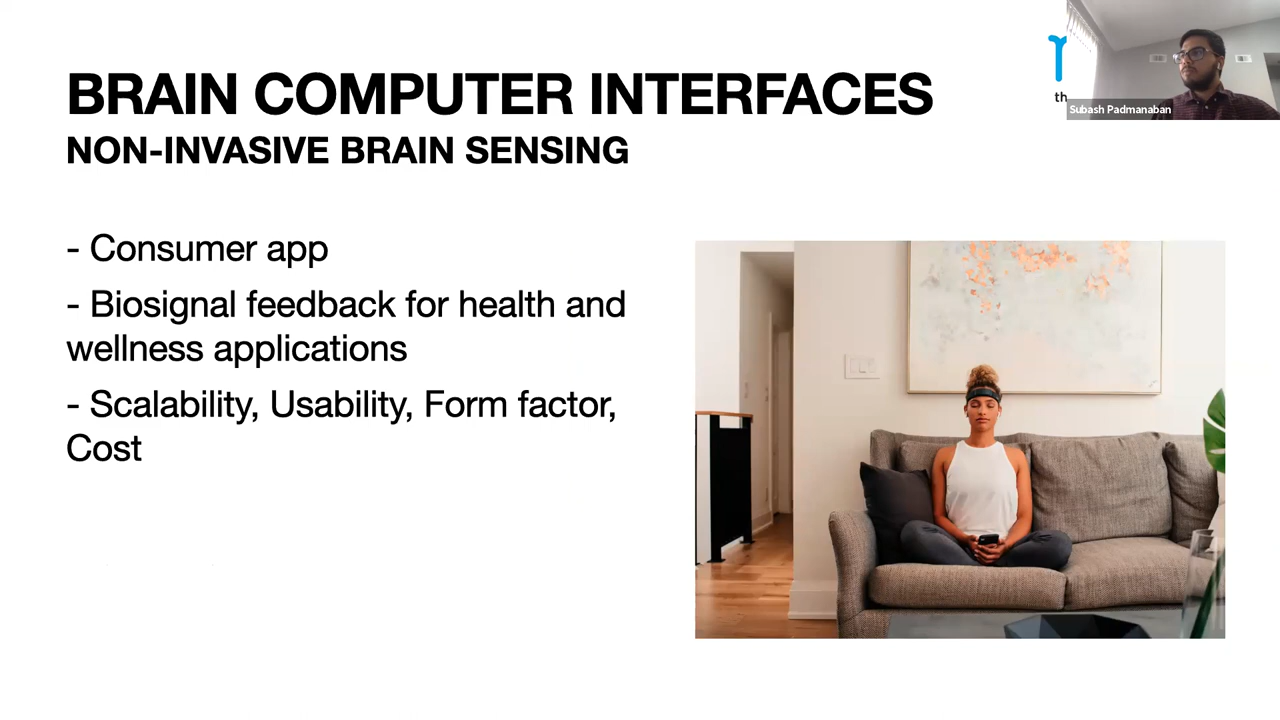 BRAIN COMPUTER INTERFACES
NON-INVASIVE BRAIN SENSING
- Consumer app
- Biosignal feedback for health and
wellness applications
- Scalability, Usability, Form factor,
Cost
th
Subash Padmanaban